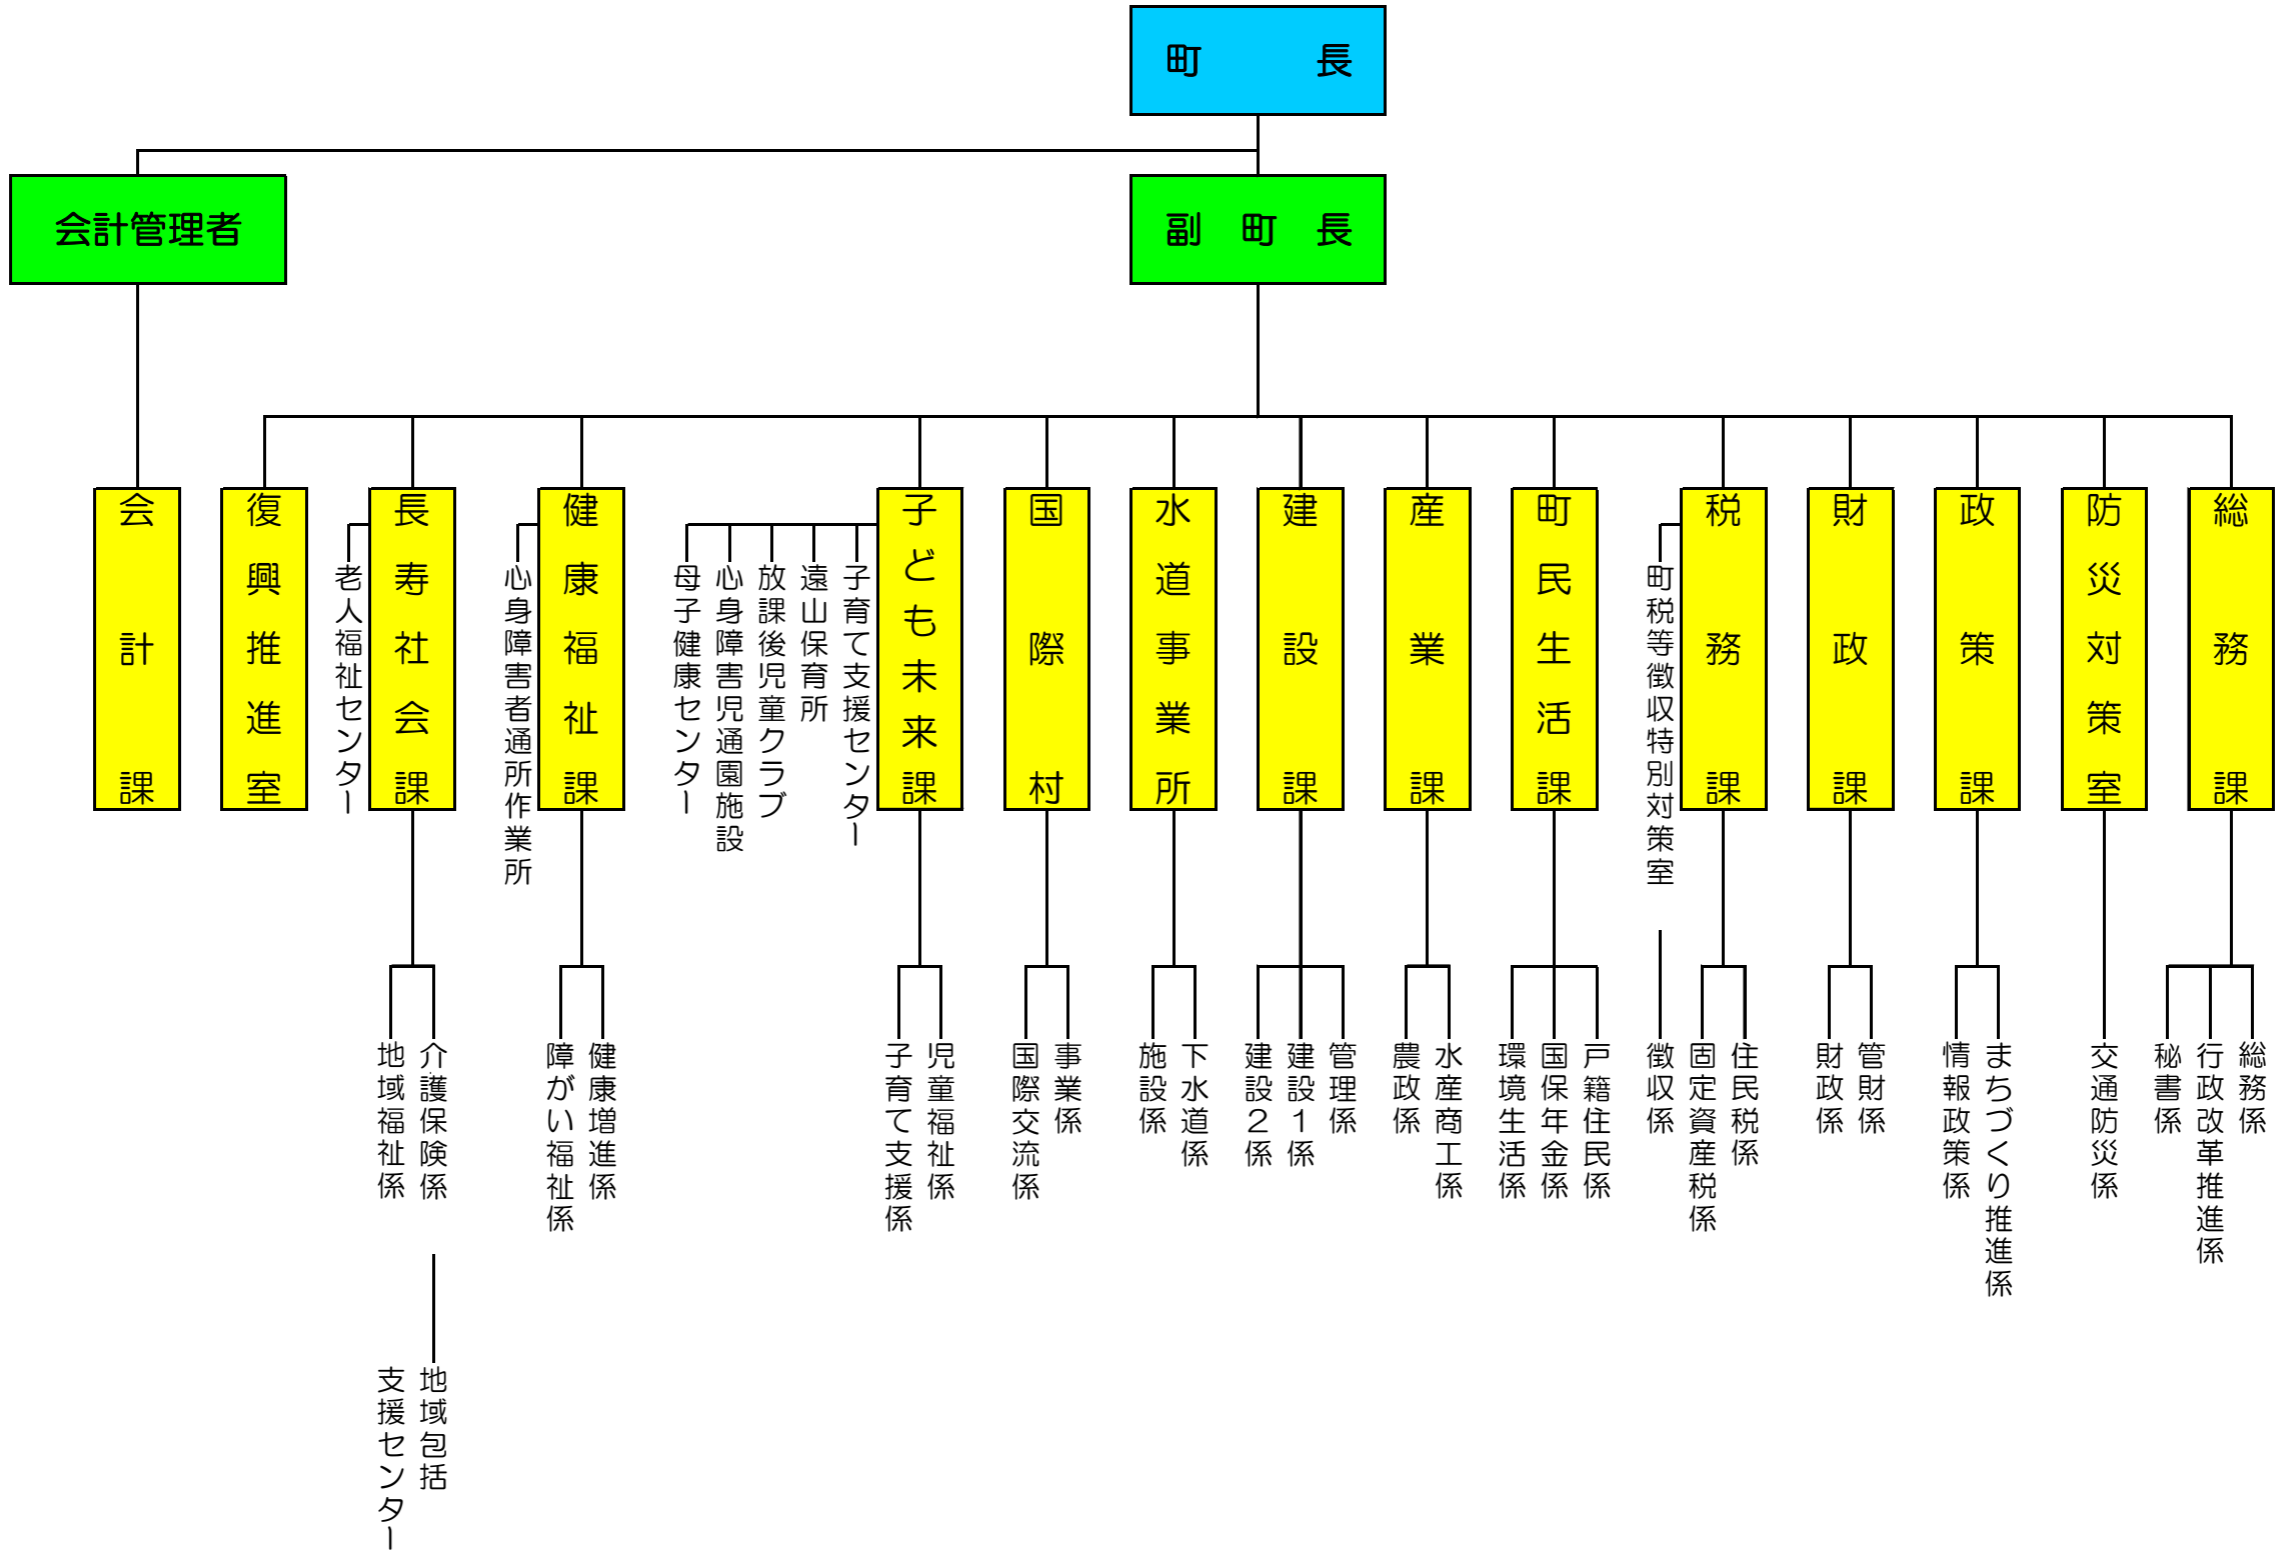 町　　　長
会計管理者
副　町　長
総務課
防災対策室
政策課
財政課
税務課
町民生活課
産業課
建設課
水道事業所
国際村
子ども未来課
健康福祉課
長寿社会課
復興推進室
会計課
町税等徴収特別対策室
子育て支援センター
遠山保育所
放課後児童クラブ
心身障害児通園施設
母子健康センター
心身障害者通所作業所
老人福祉センター
総務係
行政改革推進係
秘書係
交通防災係
まちづくり推進係
情報政策係
管財係
財政係
住民税係
固定資産税係
徴収係
戸籍住民係
国保年金係
環境生活係
水産商工係
農政係
管理係
建設１係
建設２係
下水道係
施設係
事業係
国際交流係
児童福祉係
子育て支援係
健康増進係
障がい福祉係
介護保険係
地域福祉係
地域包括
支援センター